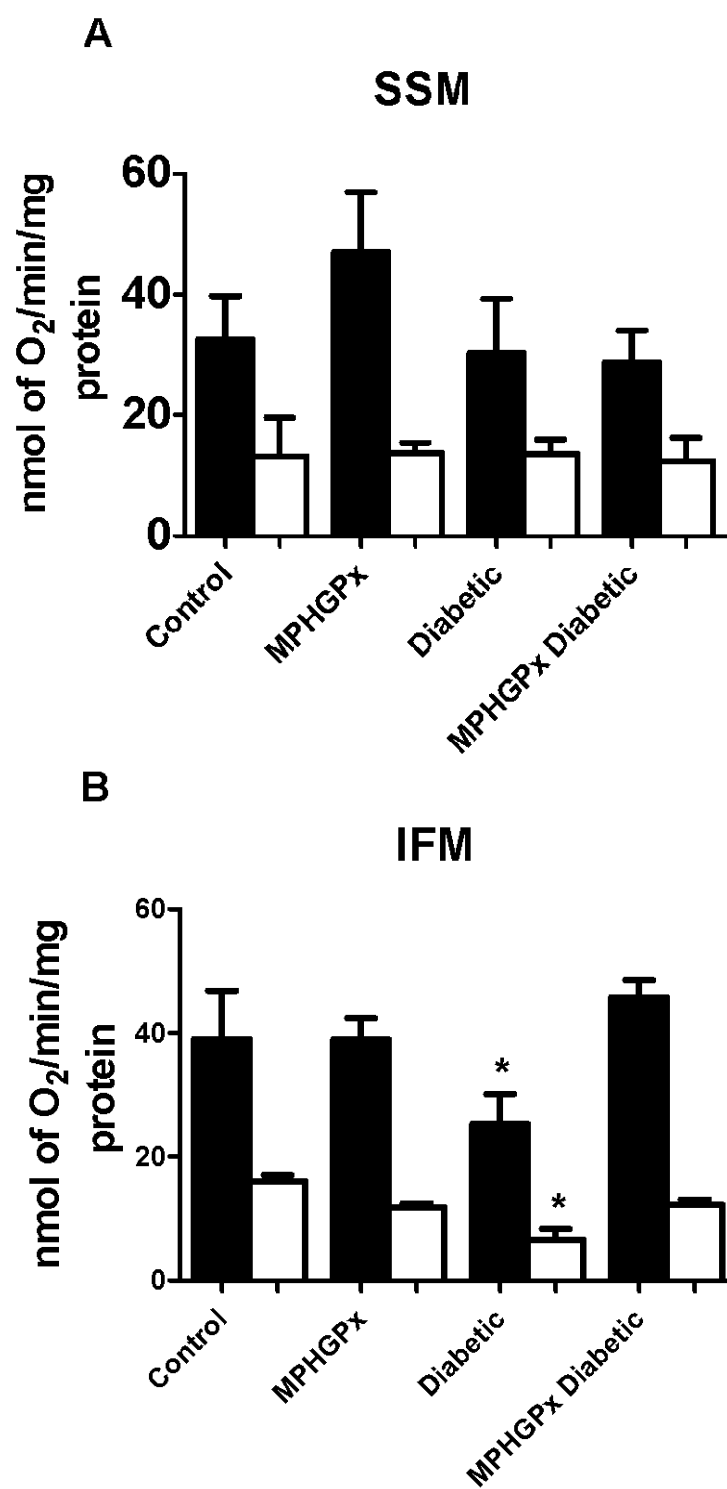 A
SSM
nmol of O₂/min/mg
protein
60
40
20
0
Control
MPHGPx
Diabetic
MPHGPx Diabetic
B
IFM
nmol of O₂/min/mg
protein
60
40
20
0
*
*
Control
MPHGPx
Diabetic
MPHGPx Diabetic